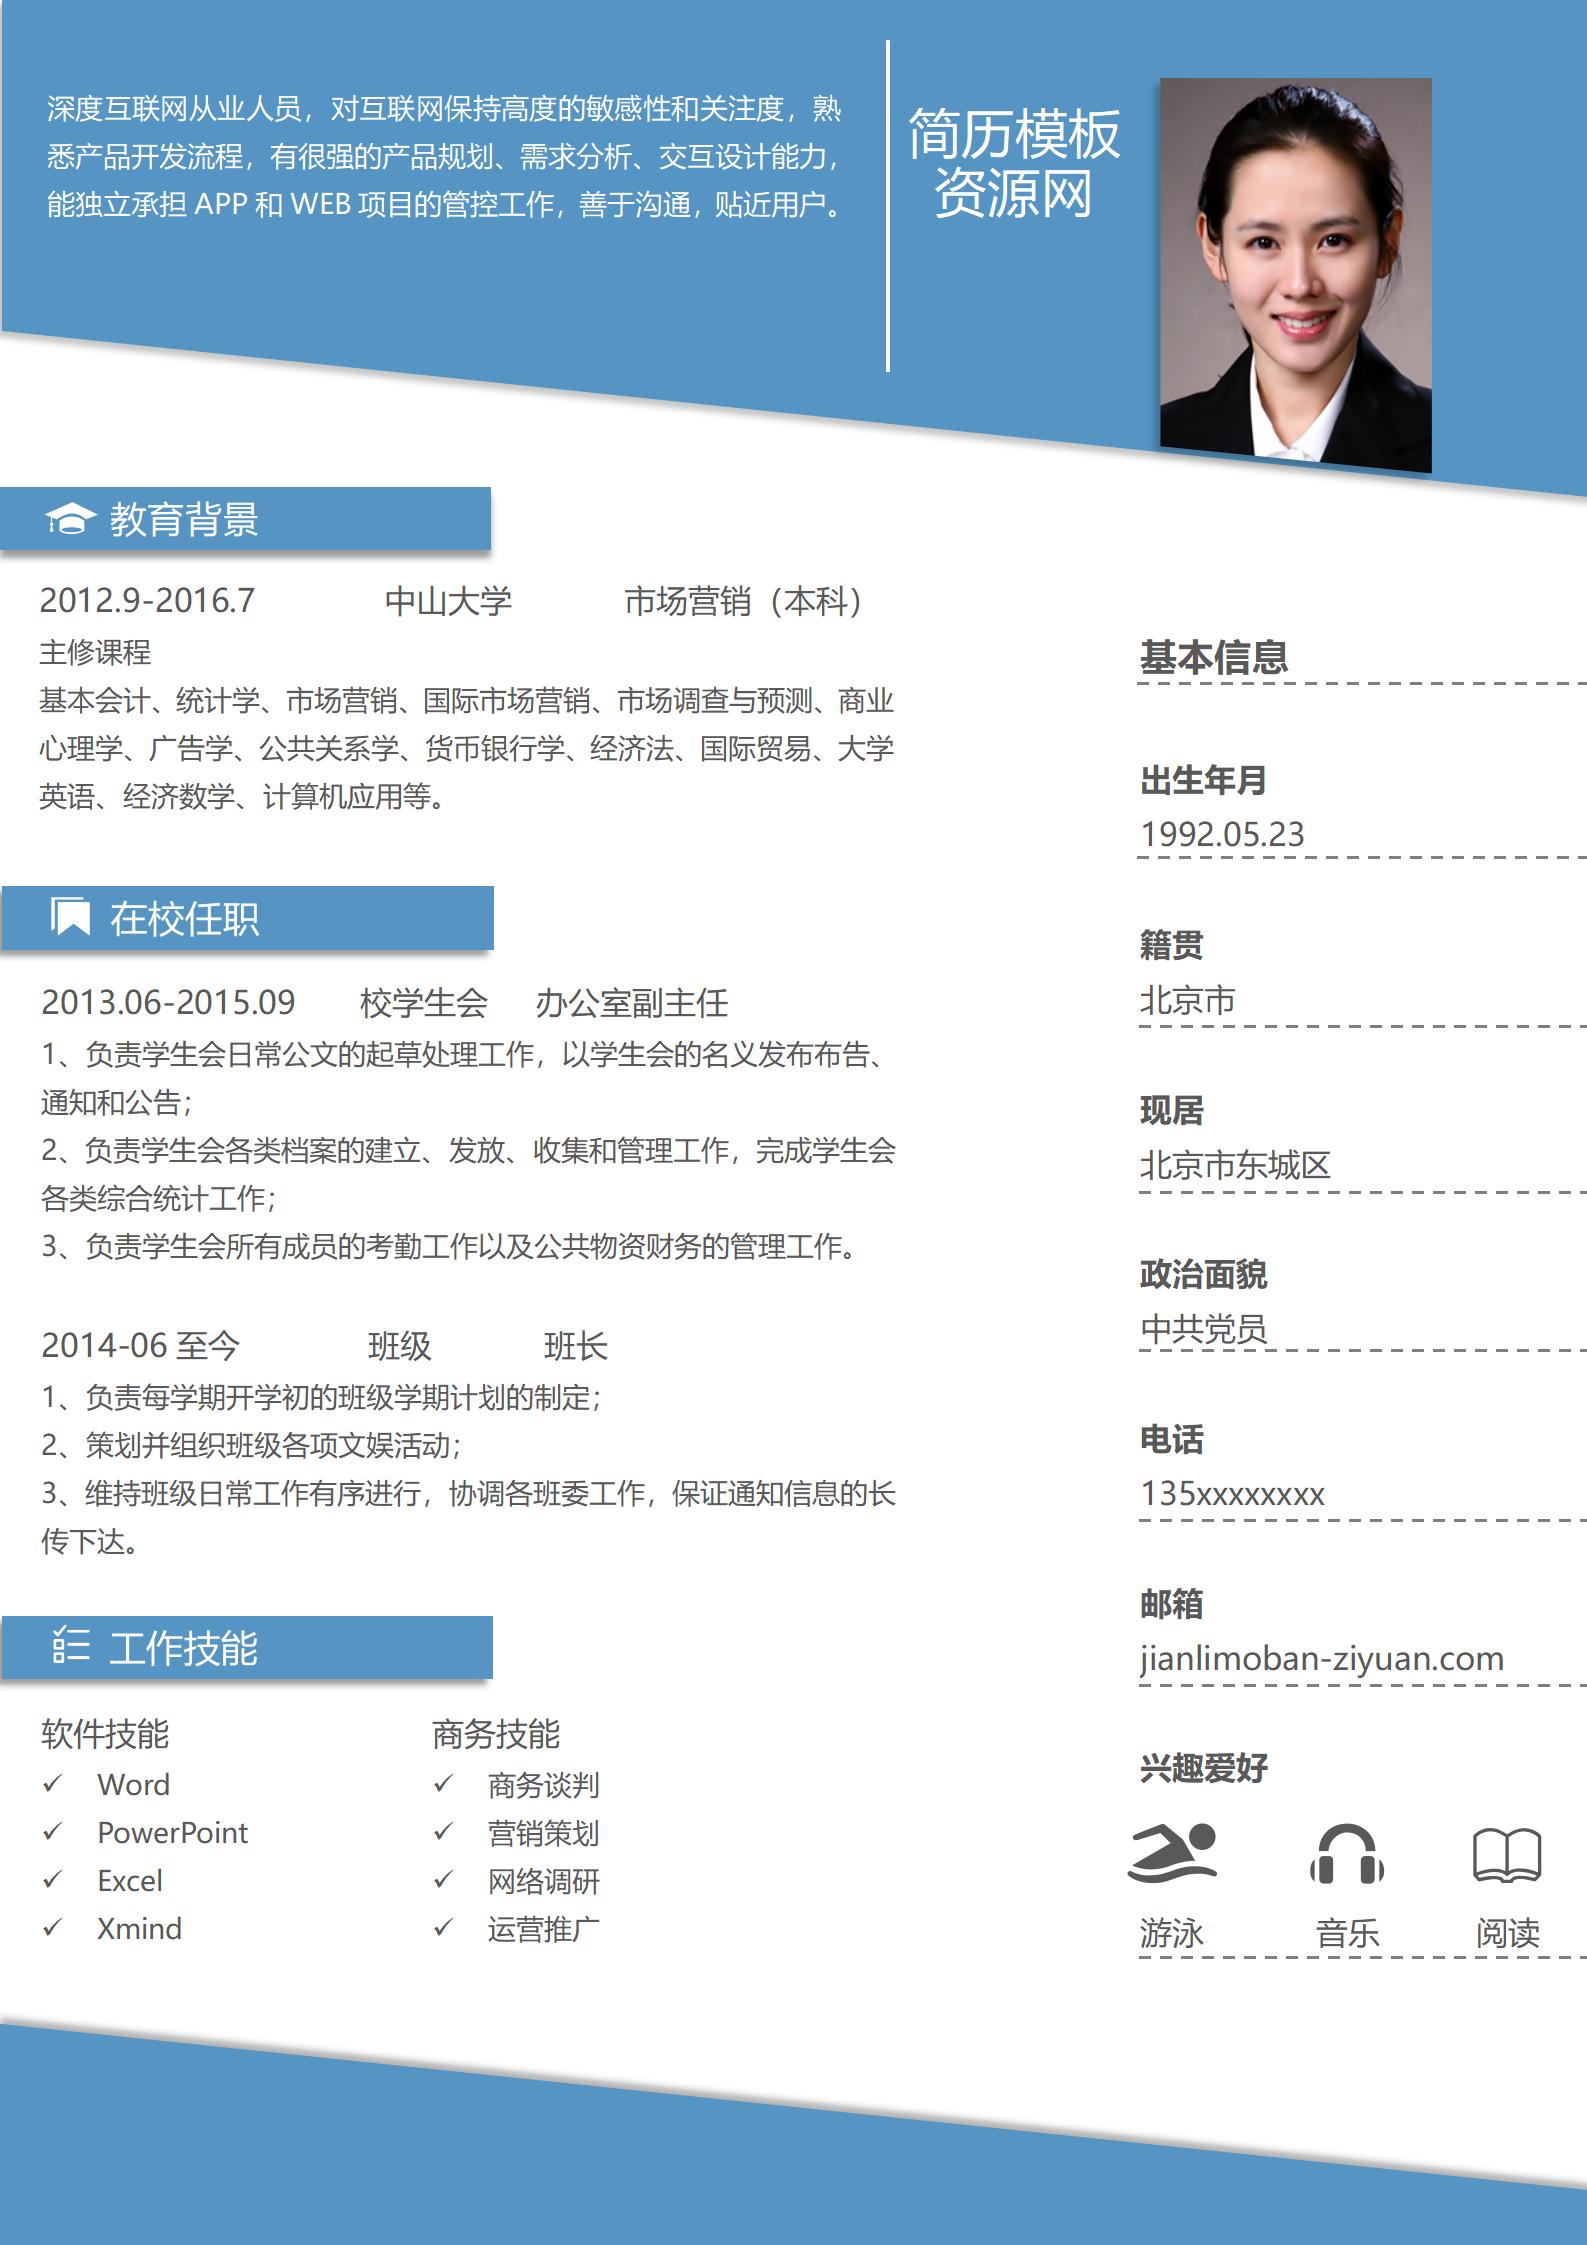 深度互联网从业人员，对互联网保持高度的敏感性和关注度，熟
悉产品开发流程，有很强的产品规划、需求分析、交互设计能力，
能独立承担 APP 和 WEB 项目的管控工作，善于沟通，贴近用户。
简历模板
资源网
教育背景
2012.9-2016.7 中山大学 市场营销（本科）
主修课程
基本会计、统计学、市场营销、国际市场营销、市场调查与预测、商业
心理学、广告学、公共关系学、货币银行学、经济法、国际贸易、大学
英语、经济数学、计算机应用等。
在校任职
2013.06-2015.09 校学生会 办公室副主任
1、负责学生会日常公文的起草处理工作，以学生会的名义发布布告、
通知和公告；
2、负责学生会各类档案的建立、发放、收集和管理工作，完成学生会
各类综合统计工作；
3、负责学生会所有成员的考勤工作以及公共物资财务的管理工作。
2014-06 至今 班级 班长
1、负责每学期开学初的班级学期计划的制定；
2、策划并组织班级各项文娱活动；
3、维持班级日常工作有序进行，协调各班委工作，保证通知信息的长
传下达。
工作技能
软件技能 商务技能
✓ Word ✓ 商务谈判
✓ PowerPoint ✓ 营销策划
✓ Excel ✓ 网络调研
✓ Xmind ✓ 运营推广
基本信息
出生年月
1992.05.23
籍贯
北京市
现居
北京市东城区
政治面貌
中共党员
电话
135xxxxxxxx
邮箱
jianlimoban-ziyuan.com
兴趣爱好
游泳 音乐 阅读